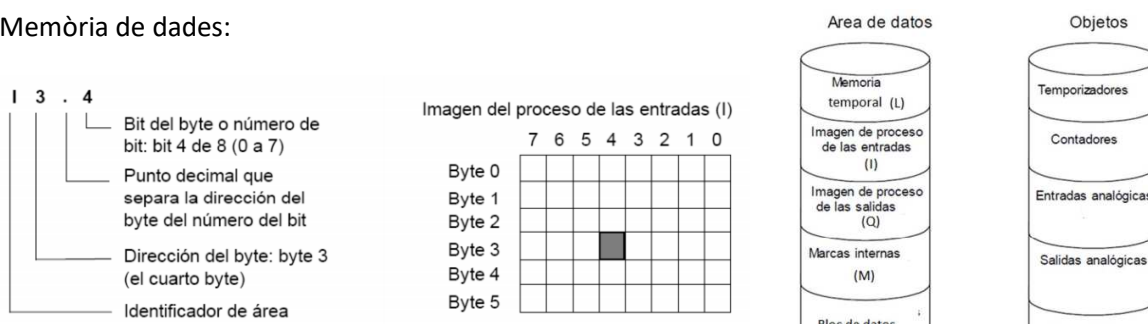 Memòria de dades:
I 3 . 4
Bit del byte o número de
bit: bit 4 de 8 (0 a 7)
Punto decimal que
separa la dirección del
byte del número del bit
Dirección del byte: byte 3
(el cuarto byte)
Identificador de área
Imagen del proceso de las entradas (I)
7 6 5 4 3 2 1 0
Byte 0
Byte 1
Byte 2
Byte 3
Byte 4
Byte 5
Area de datos
Memoria
temporal (L)
Imagen de proceso
de las entradas
(I)
Imagen de proceso
de las salidas
(Q)
Marcas internas
(M)
Bloc de datos
Objetos
Temporizadores
Contadores
Entradas analógicas
Salidas analógicas